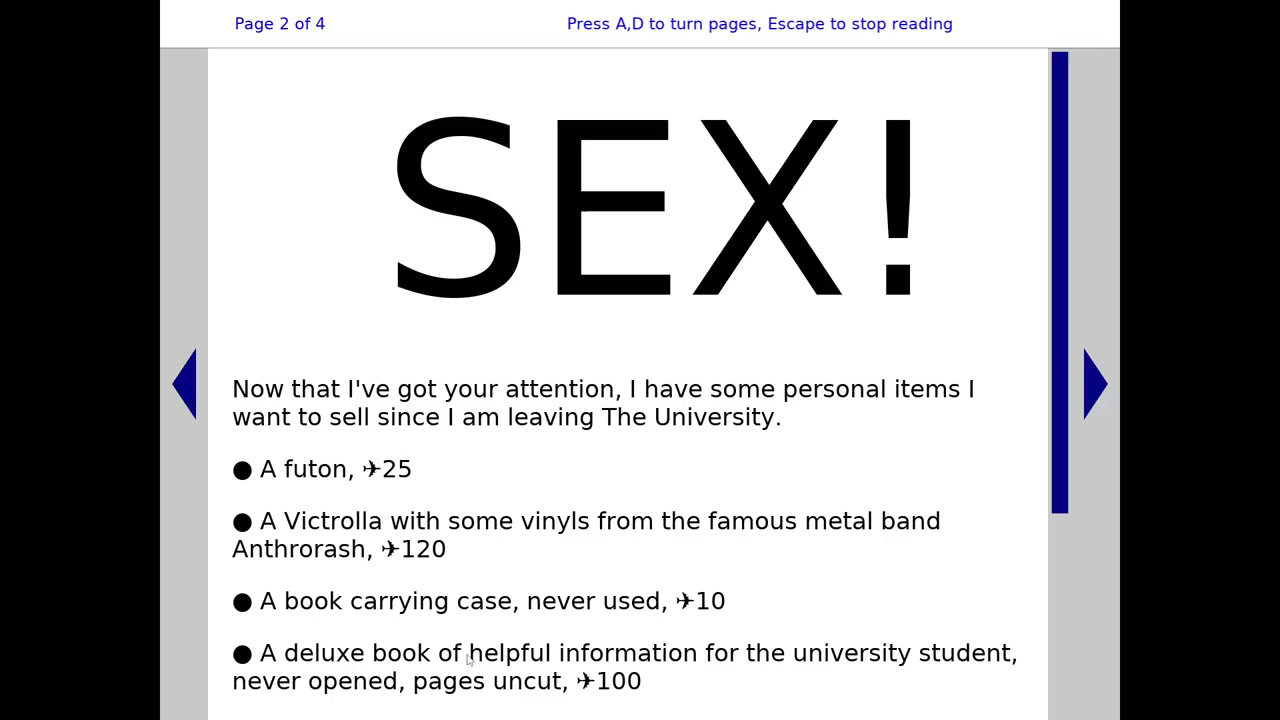 Page 2 of 4
Press A,D to turn pages, Escape to stop reading
SEX!
Now that I've got your attention, I have some personal items I
want to sell since I am leaving The University.
● A futon, ✈25
● A Victrolla with some vinyls from the famous metal band
Anthrorash, ✈120
● A book carrying case, never used, ✈10
● A deluxe book of helpful information for the university student,
never opened, pages uncut, ✈100